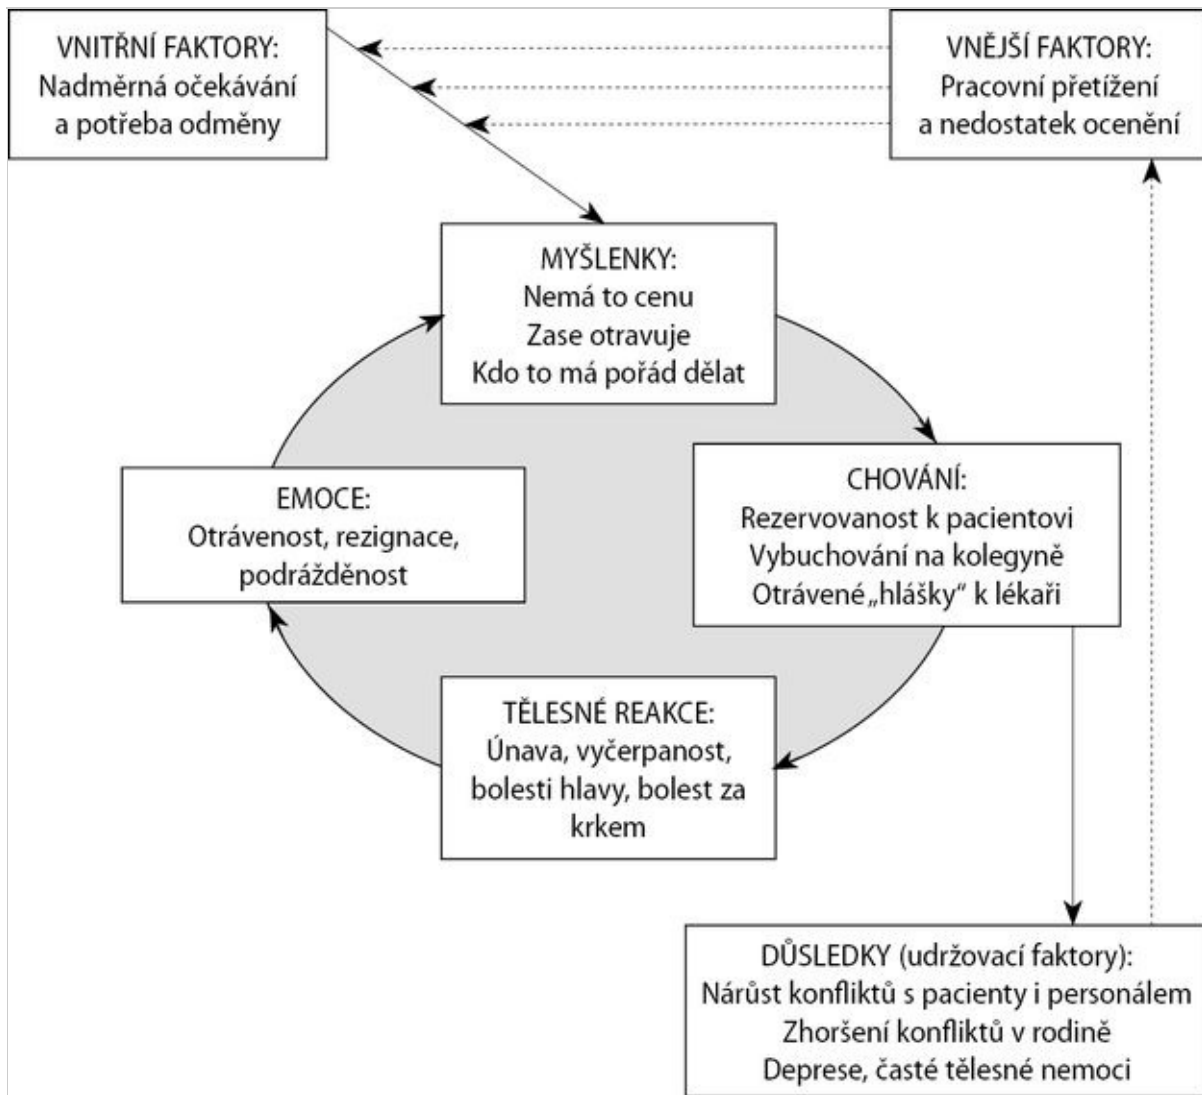 VNITŘNÍ FAKTORY:
Nadměrná očekávání
a potřeba odměny
VNĚJŠÍ FAKTORY:
Pracovní přetížení
a nedostatek ocenění
MYŠLENKY:
Nemá to cenu
Zase otravuje
Kdo to má pořád dělat
CHOVÁNÍ:
Rezervovanost k pacientovi
Vybuchování na kolegyně
Otrávené „hlášky“ k lékaři
EMOCE:
Otrávenost, rezignace,
podrážděnost
TĚLESNÉ REAKCE:
Únava, vyčerpanost,
bolesti hlavy, bolest za
krkem
DŮSLEDKY (udržovací faktory):
Nárůst konfliktů s pacienty i personálem
Zhoršení konfliktů v rodině
Deprese, časté tělesné nemoci